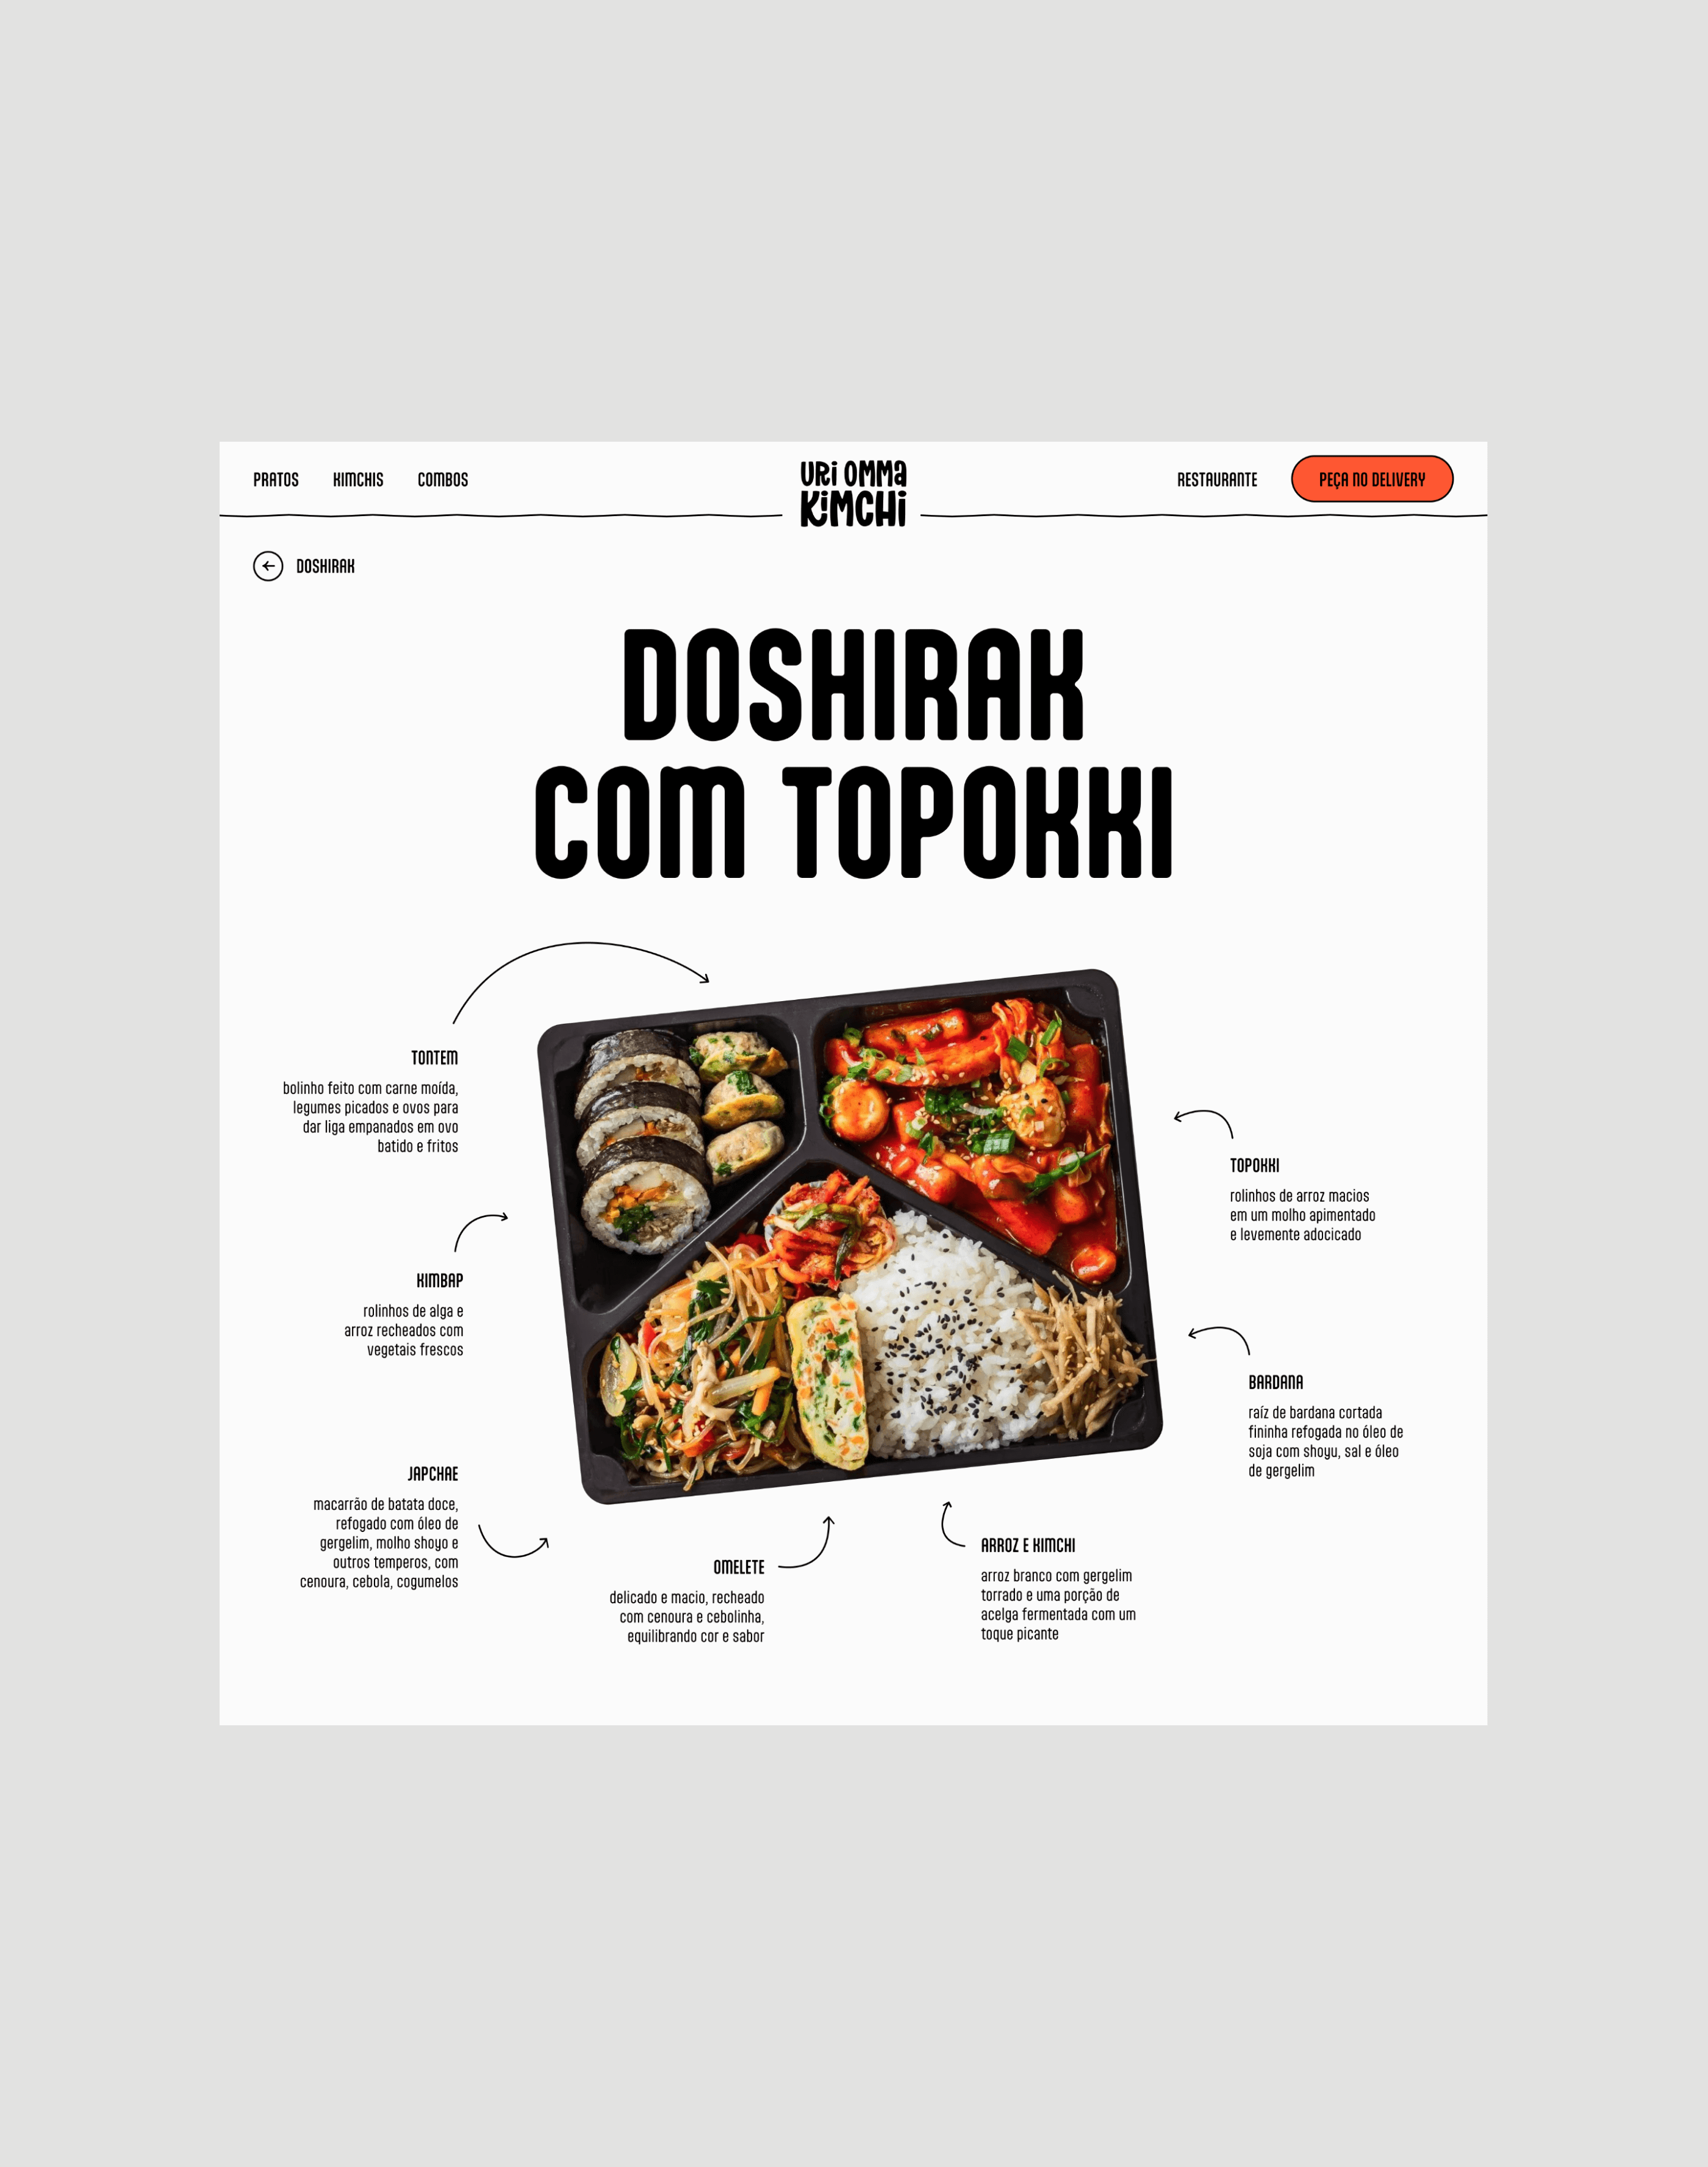 PRATOS KIMCHIS COMBOS
URI OMMA
KIMCHI
RESTAURANTE PEÇA NO DELIVERY
DOSHIRAK
DOSHIRAK
COM TOPOKKI
TONTEM
bolinho feito com carne moída,
legumes picados e ovos para
dar liga empanados em ovo
batido e fritos
KIMBAP
rolinhos de alga e
arroz recheados com
vegetais frescos
JAPCHAE
macarrão de batata doce,
refogado com óleo de
gergelim, molho shoyo e
outros temperos, com
cenoura, cebola, cogumelos
OMELETE
delicado e macio, recheado
com cenoura e cebolinha,
equilibrando cor e sabor
ARROZ E KIMCHI
arroz branco com gergelim
torrado e uma porção de
acelga fermentada com um
toque picante
TOPOKKI
rolinhos de arroz macios
em um molho apimentado
e levemente adocicado
BARDANA
raíz de bardana cortada
fininha refogada no óleo de
soja com shoyu, sal e óleo
de gergelim